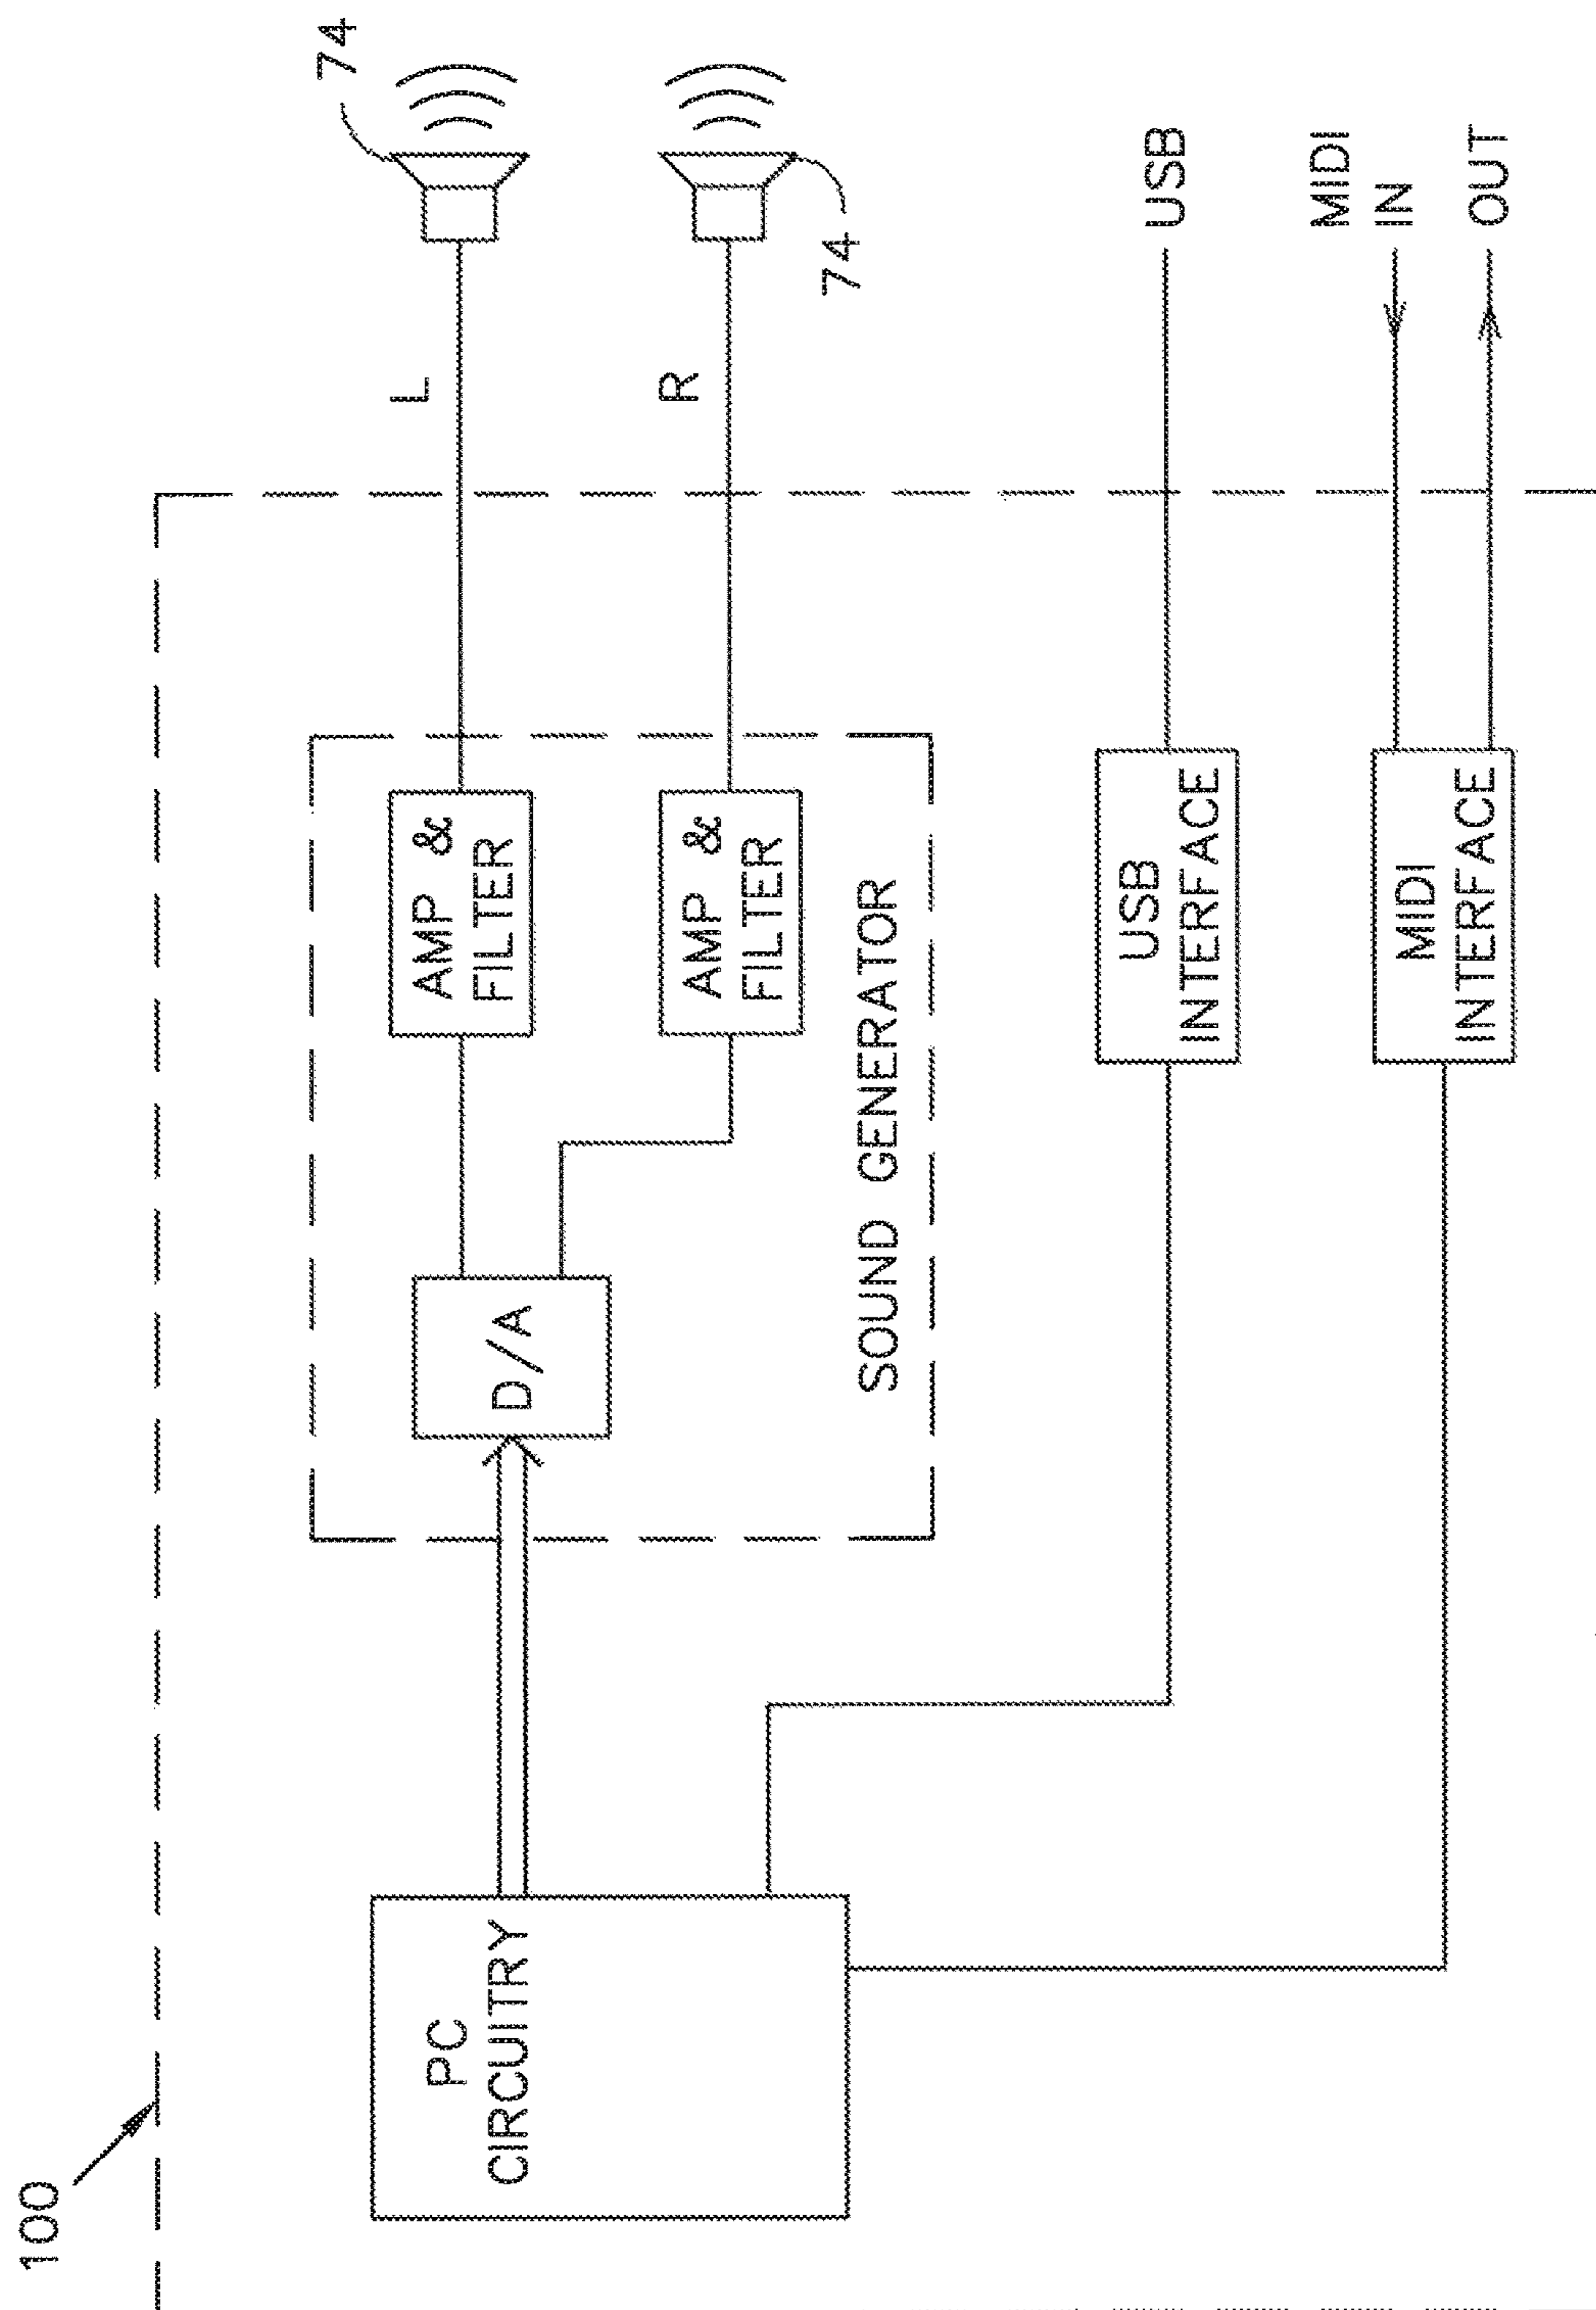 100
PC
CIRCUITRY
D/A
AMP &
FILTER
AMP &
FILTER
SOUND GENERATOR
L
R
74
74
USB
INTERFACE
USB
MIDI
INTERFACE
MIDI
IN
OUT